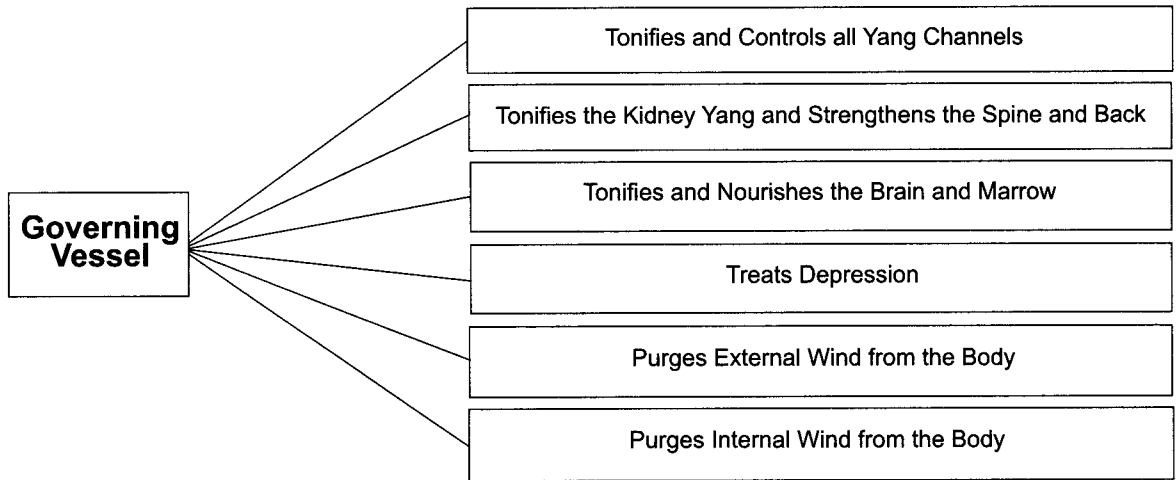 Governing
Vessel
Tonifies and Controls all Yang Channels
Tonifies the Kidney Yang and Strengthens the Spine and Back
Tonifies and Nourishes the Brain and Marrow
Treats Depression
Purges External Wind from the Body
Purges Internal Wind from the Body